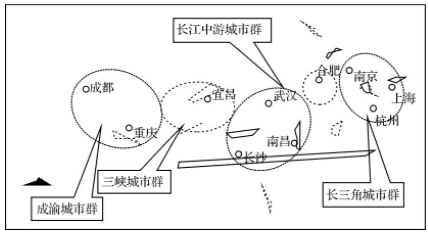 长江中游城市群
合肥
南京
成都
宜昌
武汉
上海
杭州
重庆
南昌
长沙
三峡城市群
长三角城市群
成渝城市群